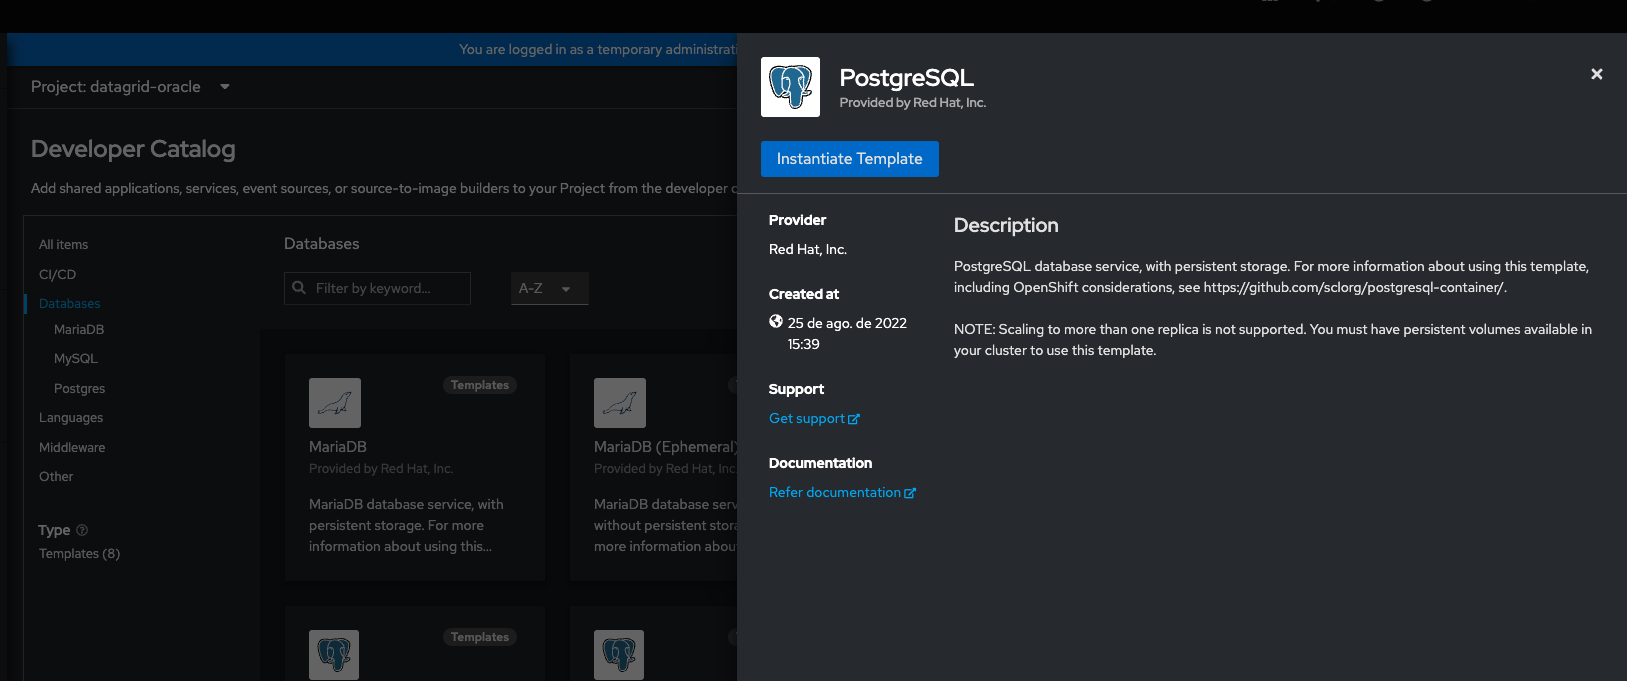 You are logged in as a temporary administrati
Project: datagrid-oracle
Developer Catalog
Add shared applications, services, event sources, or source-to-image builders to your Project from the developer c
All items
CI/CD
Databases
MariaDB
MySQL
Postgres
Languages
Middleware
Other
Type
Templates (8)
Databases
Filter by keyword...
A-Z
Templates
MariaDB
Provided by Red Hat, Inc.
MariaDB database service, with
persistent storage. For more
information about using this...
MariaDB (Ephemeral)
Provided by Red Hat, Inc.
MariaDB database serv
without persistent stora
more information abou
Templates
PostgreSQL
Provided by Red Hat, Inc.
Instantiate Template
Provider
Red Hat, Inc.
Created at
25 de ago. de 2022
15:39
Support
Get support
Documentation
Refer documentation
Description
PostgreSQL database service, with persistent storage. For more information about using this template,
including OpenShift considerations, see https://github.com/sclorg/postgresql-container/.
NOTE: Scaling to more than one replica is not supported. You must have persistent volumes available in
your cluster to use this template.